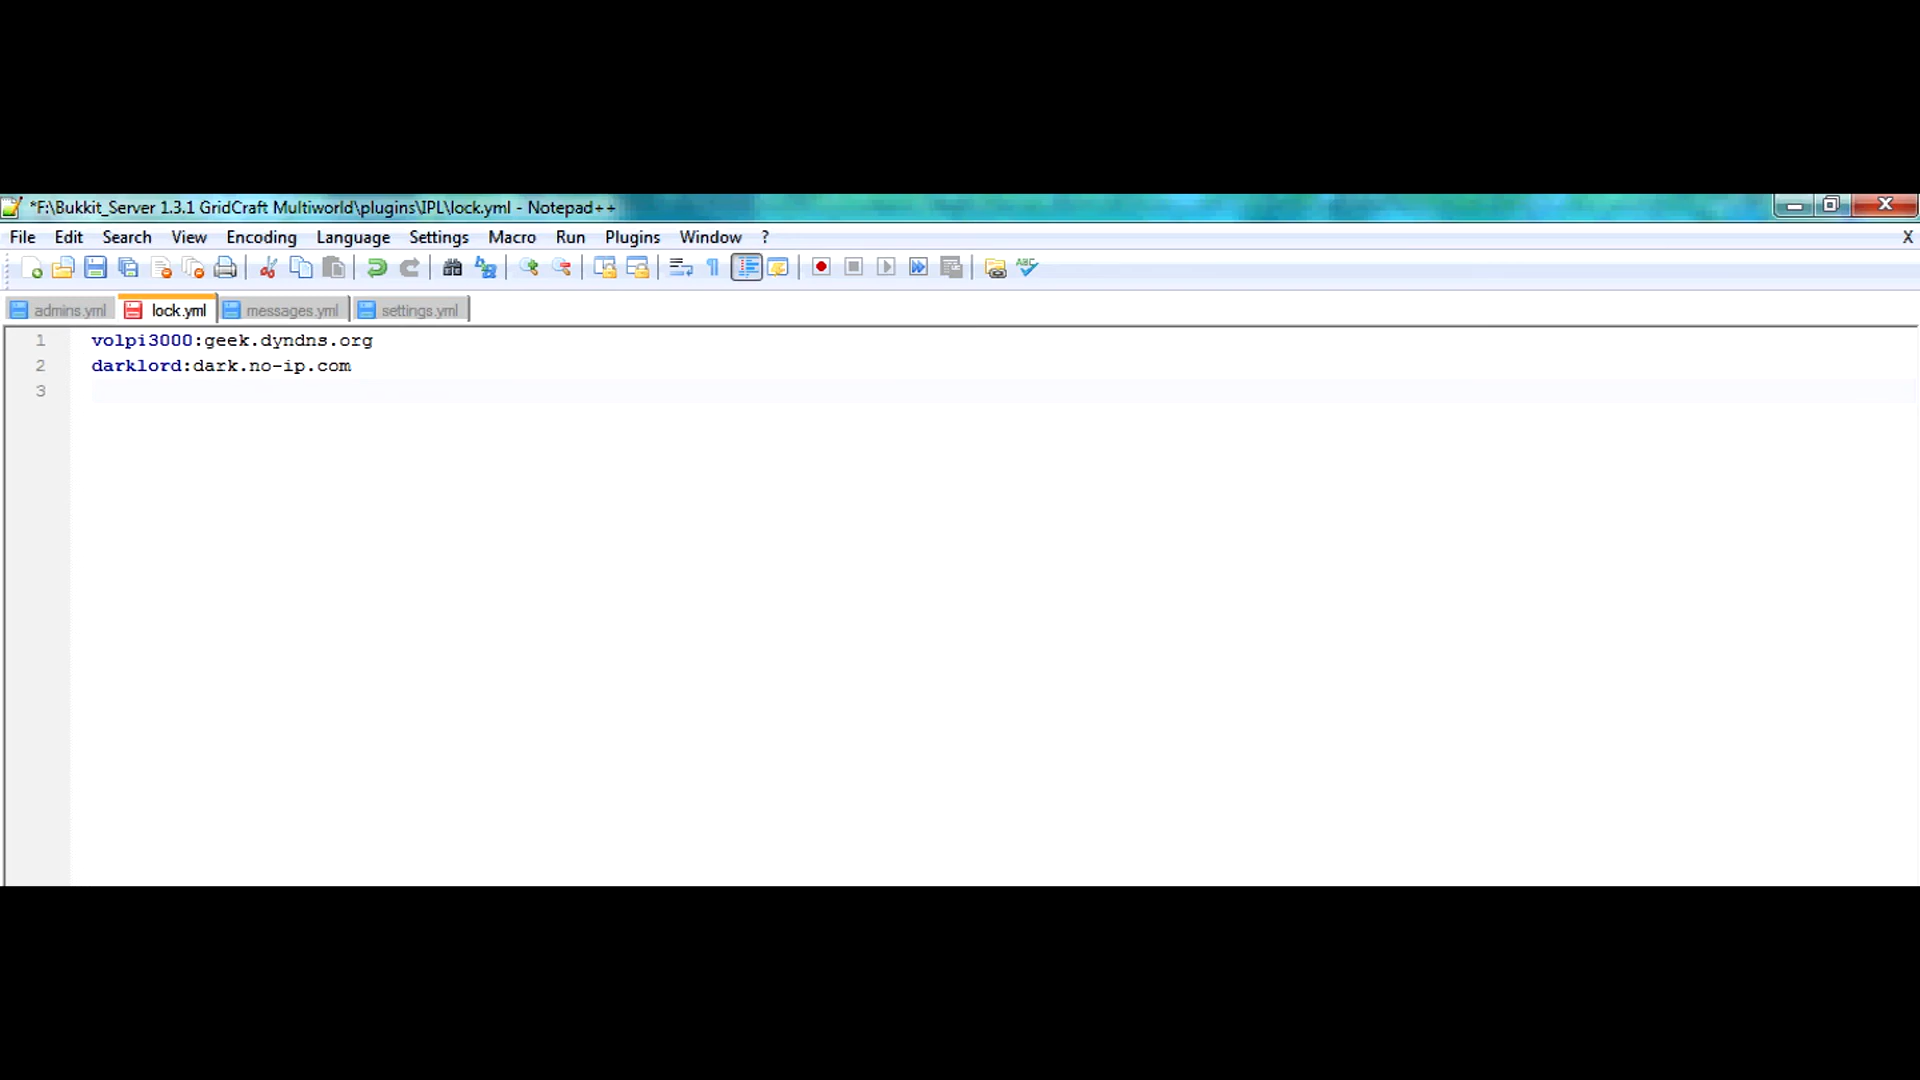 *F:\Bukkit_Server 1.3.1 GridCraft Multiworld\plugins\IPL\lock.yml - Notepad++
File Edit Search View Encoding Language Settings Macro Run Plugins Window ? X
admins.yml lock.yml messages.yml settings.yml
1 volpi3000:geek.dyndns.org
2 darklord:dark.no-ip.com
3